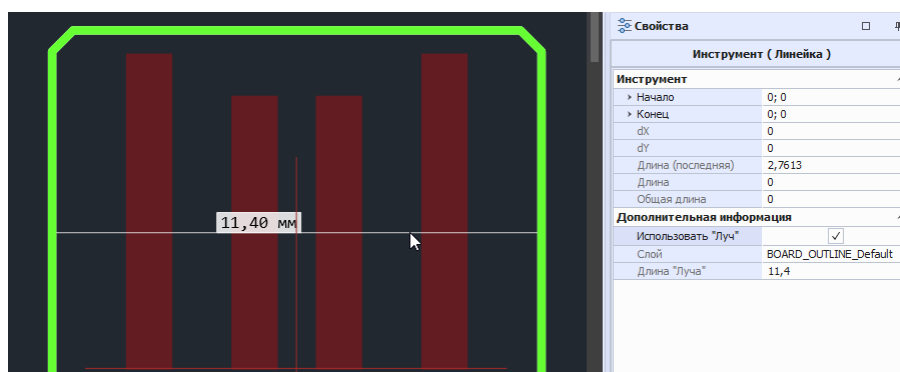 Свойства
Инструмент ( Линейка )
Инструмент
Начало 0; 0
Конец 0; 0
dX 0
dY 0
Длина (последняя) 2,7613
Длина 0
Общая длина 0
Дополнительная информация
Использовать "Луч"
Слой BOARD_OUTLINE_Default
Длина "Луча" 11,4
11,40 мм